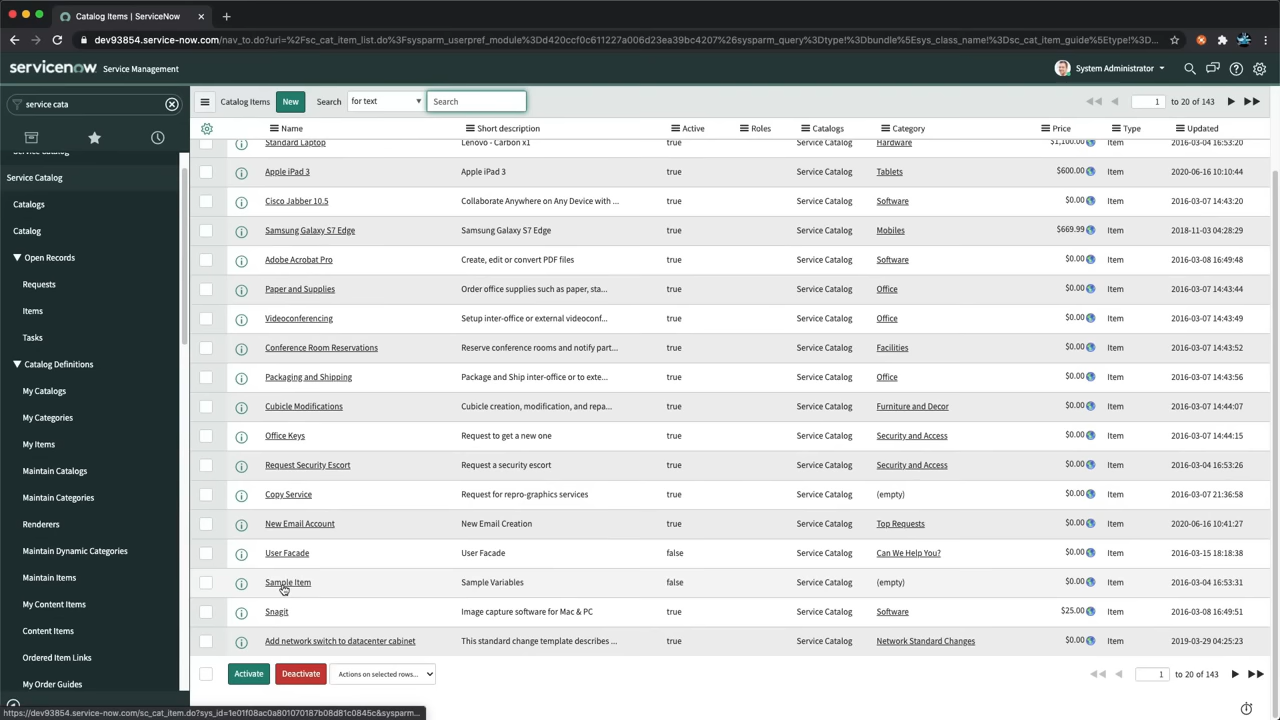 Catalog Items | ServiceNow
dev93854.service-now.com/nav_to.do?uri=%2Fsc_cat_item_list.do%3Fsysparm_userpref_module%3Dd420ccf0c611227a006d23ea39bc4207%26sysparm_query%3Dtype!%3Dbundle%5Esys_class_name!%3Dsc_cat_item_guide%5Etype!%...
servicenow Service Management
System Administrator
service cata
Catalog Items New Search for text Search
1 to 20 of 143
Name Short description Active Roles Catalogs Category Price Type Updated
Standard Laptop Lenovo - Carbon x1 true Service Catalog Hardware $1,100.00 Item 2016-03-04 16:53:20
Apple iPad 3 Apple iPad 3 true Service Catalog Tablets $600.00 Item 2020-06-16 10:10:44
Cisco Jabber 10.5 Collaborate Anywhere on Any Device with ... true Service Catalog Software $0.00 Item 2016-03-07 14:43:20
Samsung Galaxy S7 Edge Samsung Galaxy S7 Edge true Service Catalog Mobiles $669.99 Item 2018-11-03 04:28:29
Adobe Acrobat Pro Create, edit or convert PDF files true Service Catalog Software $0.00 Item 2016-03-08 16:49:48
Paper and Supplies Order office supplies such as paper, sta... true Service Catalog Office $0.00 Item 2016-03-07 14:43:44
Videoconferencing Setup inter-office or external videoconf... true Service Catalog Office $0.00 Item 2016-03-07 14:43:49
Conference Room Reservations Reserve conference rooms and notify part... true Service Catalog Facilities $0.00 Item 2016-03-07 14:43:52
Packaging and Shipping Package and Ship inter-office or to exte... true Service Catalog Office $0.00 Item 2016-03-07 14:43:56
Cubicle Modifications Cubicle creation, modification, and repa... true Service Catalog Furniture and Decor $0.00 Item 2016-03-07 14:44:07
Office Keys Request to get a new one true Service Catalog Security and Access $0.00 Item 2016-03-07 14:44:15
Request Security Escort Request a security escort true Service Catalog Security and Access $0.00 Item 2016-03-04 16:53:26
Copy Service Request for repro-graphics services true Service Catalog (empty) $0.00 Item 2016-03-07 21:36:58
New Email Account New Email Creation true Service Catalog Top Requests $0.00 Item 2020-06-16 10:41:27
User Facade User Facade false Service Catalog Can We Help You? $0.00 Item 2016-03-15 18:18:38
Sample Item Sample Variables false Service Catalog (empty) $0.00 Item 2016-03-04 16:53:31
Snagit Image capture software for Mac & PC true Service Catalog Software $25.00 Item 2016-03-08 16:49:51
Add network switch to datacenter cabinet This standard change template describes ... true Service Catalog Network Standard Changes $0.00 Item 2019-03-29 04:25:23
Activate Deactivate Actions on selected rows...
1 to 20 of 143
Service Catalog
Service Catalog
Catalogs
Catalog
Open Records
Requests
Items
Tasks
Catalog Definitions
My Catalogs
My Categories
My Items
Maintain Catalogs
Maintain Categories
Renderers
Maintain Dynamic Categories
Maintain Items
My Content Items
Content Items
Ordered Item Links
My Order Guides
https://dev93854.service-now.com/sc_cat_item.do?sys_id=1e01f08ac0a801070187b08d81c0845c&sysparm...